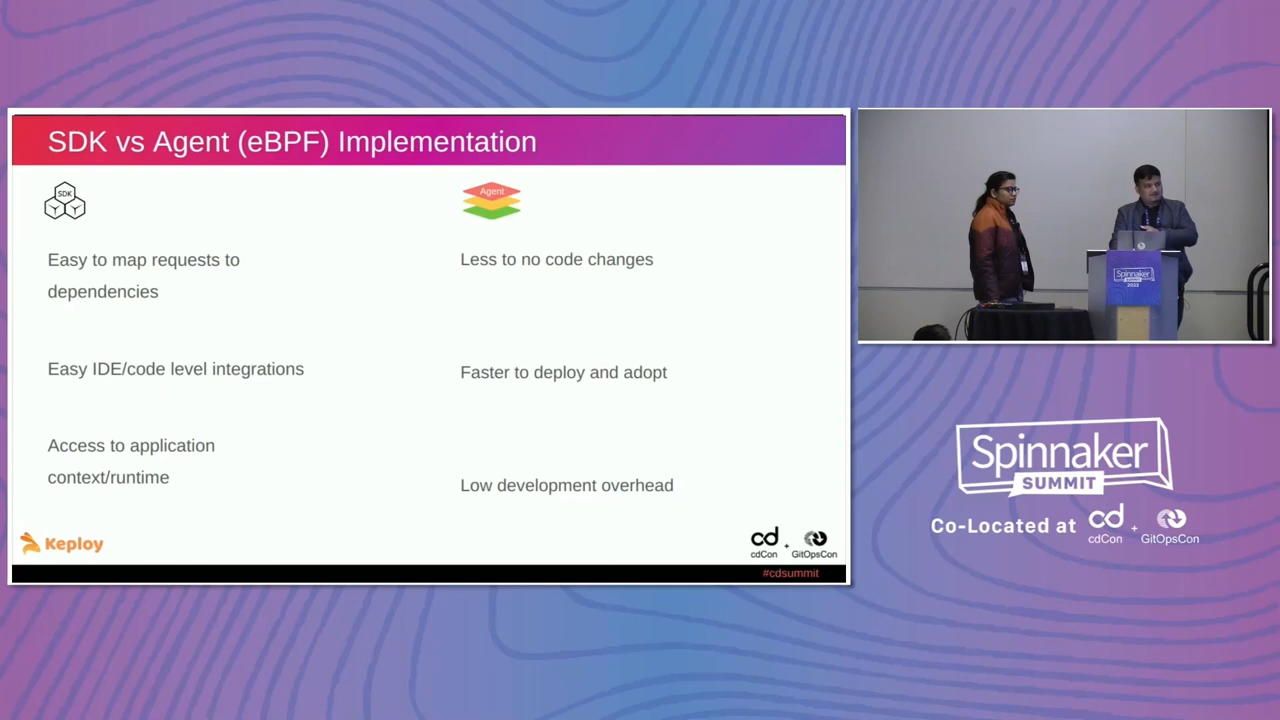 SDK vs Agent (eBPF) Implementation
SDK
Agent
Easy to map requests to
dependencies
Less to no code changes
Easy IDE/code level integrations
Faster to deploy and adopt
Access to application
context/runtime
Low development overhead
Keploy
cd + 
cdCon GitOpsCon
#cdsummit
Spinnaker
SUMMIT
Spinnaker
SUMMIT
Co-Located at cd +
cdCon GitOpsCon